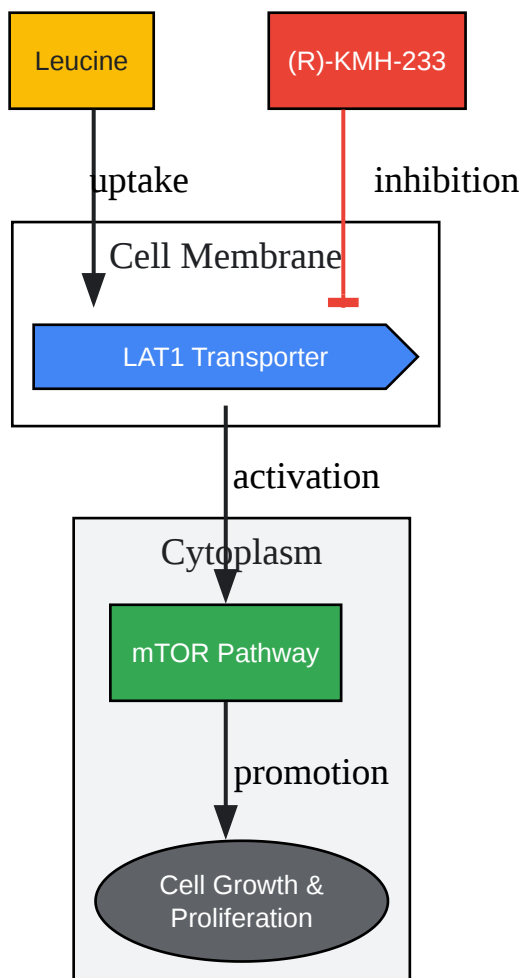 Leucine
(R)-KMH-233
uptake
inhibition
Cell Membrane
LAT1 Transporter
activation
Cytoplasm
mTOR Pathway
promotion
Cell Growth &
Proliferation